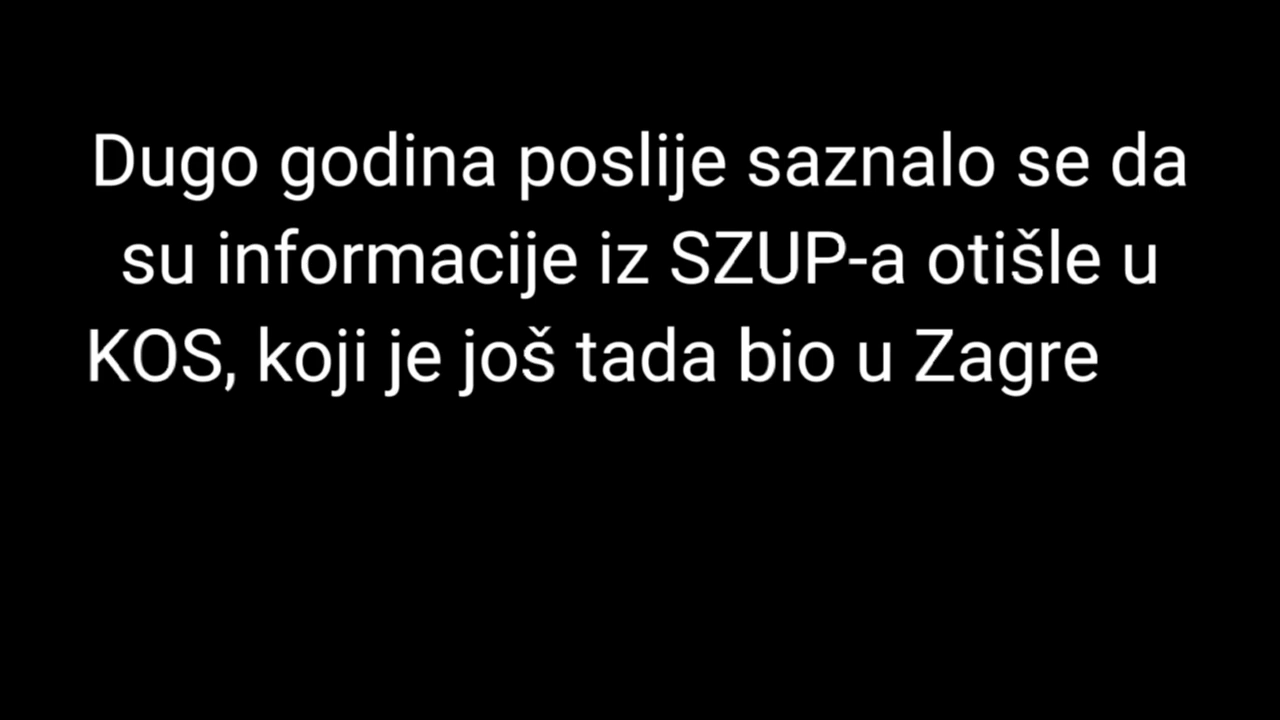 Dugo godina poslije saznalo se da
su informacije iz SZUP-a otišle u
KOS, koji je još tada bio u Zagre